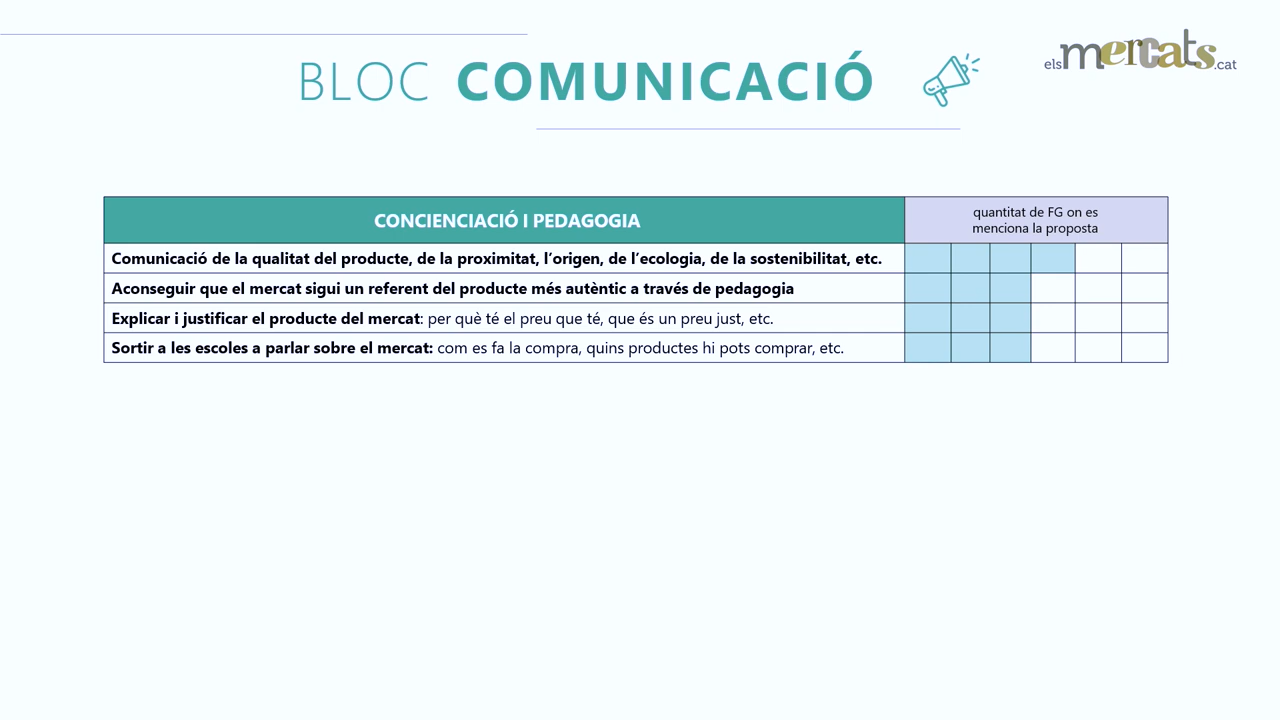 BLOC COMUNICACIÓ
elsmercats.cat
CONCIENCIACIÓ I PEDAGOGIA
quantitat de FG on es
menciona la proposta
Comunicació de la qualitat del producte, de la proximitat, l’origen, de l’ecologia, de la sostenibilitat, etc.
Aconseguir que el mercat sigui un referent del producte més autèntic a través de pedagogia
Explicar i justificar el producte del mercat: per què té el preu que té, que és un preu just, etc.
Sortir a les escoles a parlar sobre el mercat: com es fa la compra, quins productes hi pots comprar, etc.